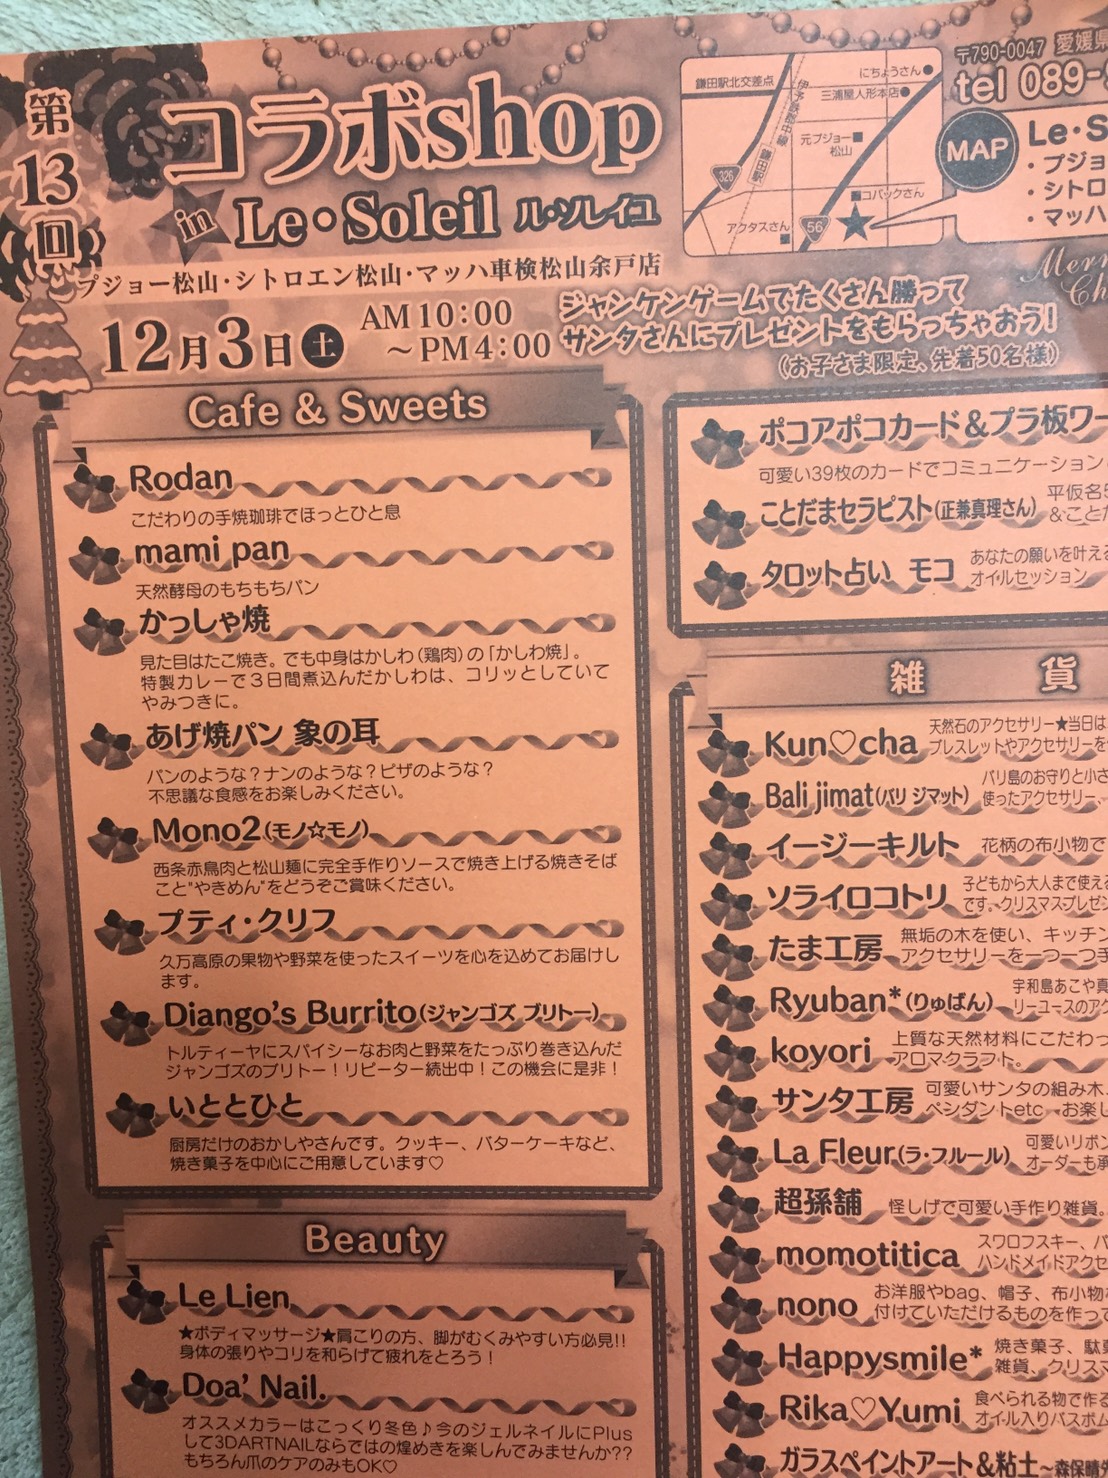 第13回
コラボshop
in Le・Soleil ル・ソレイユ
プジョー松山・シトロエン松山・マッハ車検松山余戸店
12月3日土 AM10:00
～PM4:00
ジャンケンゲームでたくさん勝って
サンタさんにプレゼントをもらっちゃおう!
(お子さま限定、先着50名様)
鎌田駅北交差点
にちょうさん
三浦屋人形本店
元プジョー
松山
コバックさん
アクタスさん
326
56
〒790-0047 愛媛県
tel 089-
MAP
Le・S
・プジョ
・シトロ
・マッハ
Cafe & Sweets
Rodan
こだわりの手焼珈琲でほっとひと息
mami pan
天然酵母のもちもちパン
かっしゃ焼
見た目はたこ焼き。でも中身はかしわ(鶏肉)の「かしわ焼」。
特製カレーで3日間煮込んだかしわは、コリッとしていて
やみつきに。
あげ焼パン 象の耳
パンのような?ナンのような?ピザのような?
不思議な食感をお楽しみください。
Mono2(モノ☆モノ)
西条赤鳥肉と松山麺に完全手作りソースで焼き上げる焼きそば
こと"やきめん"をどうぞご賞味ください。
プティ・クリフ
久万高原の果物や野菜を使ったスイーツを心を込めてお届けし
ます。
Django's Burrito(ジャンゴズ ブリトー)
トルティーヤにスパイシーなお肉と野菜をたっぷり巻き込んだ
ジャンゴズのブリトー!リピーター続出中!この機会に是非!
いととひと
厨房だけのおかしやさんです。クッキー、バターケーキなど、
焼き菓子を中心にご用意しています♡
Beauty
Le Lien
★ボディマッサージ★肩こりの方、脚がむくみやすい方必見!!
身体の張りやコリを和らげて疲れをとろう!
Doa' Nail.
オススメカラーはこっくり冬色♪今のジェルネイルにPlus
して3DARTNAILならではの煌めきを楽しんでみませんか??
もちろん爪のケアのみもOK♡
ポコアポコカード&プラ板ワー
可愛い39枚のカードでコミュニケーション
ことだまセラピスト(正兼真理さん) 平仮名5
&ことだ
タロット占い モコ あなたの願いを叶える
オイルセッション
雑 貨
Kun♡cha 天然石のアクセサリー★当日は
ブレスレットやアクセサリーを
Bali jimat(バリ ジマット) バリ島のお守りと小さ
使ったアクセサリー、
イージーキルト 花柄の布小物で
ソライロコトリ 子どもから大人まで使える
です。クリスマスプレゼン
たま工房 無垢の木を使い、キッチン
アクセサリーを一つ一つ手
Ryuban*(りゅばん) 宇和島あこや真
リーユースのアク
koyori 上質な天然材料にこだわっ
アロマクラフト。
サンタ工房 可愛いサンタの組み木、
ペンダントetc お楽し
La Fleur(ラ・フルール) 可愛いリボン
オーダーも承
超孫舗 怪しげで可愛い手作り雑貨。
momotitica スワロフスキー、パ
ハンドメイドアクセ
nono お洋服やbag、帽子、布小物な
付けていただけるものを作って
Happysmile* 焼き菓子、駄菓
雑貨、クリスマ
Rika♡Yumi 食べられる物で作る
オイル入りバスボム
ガラスペイントアート&粘土～森保晴